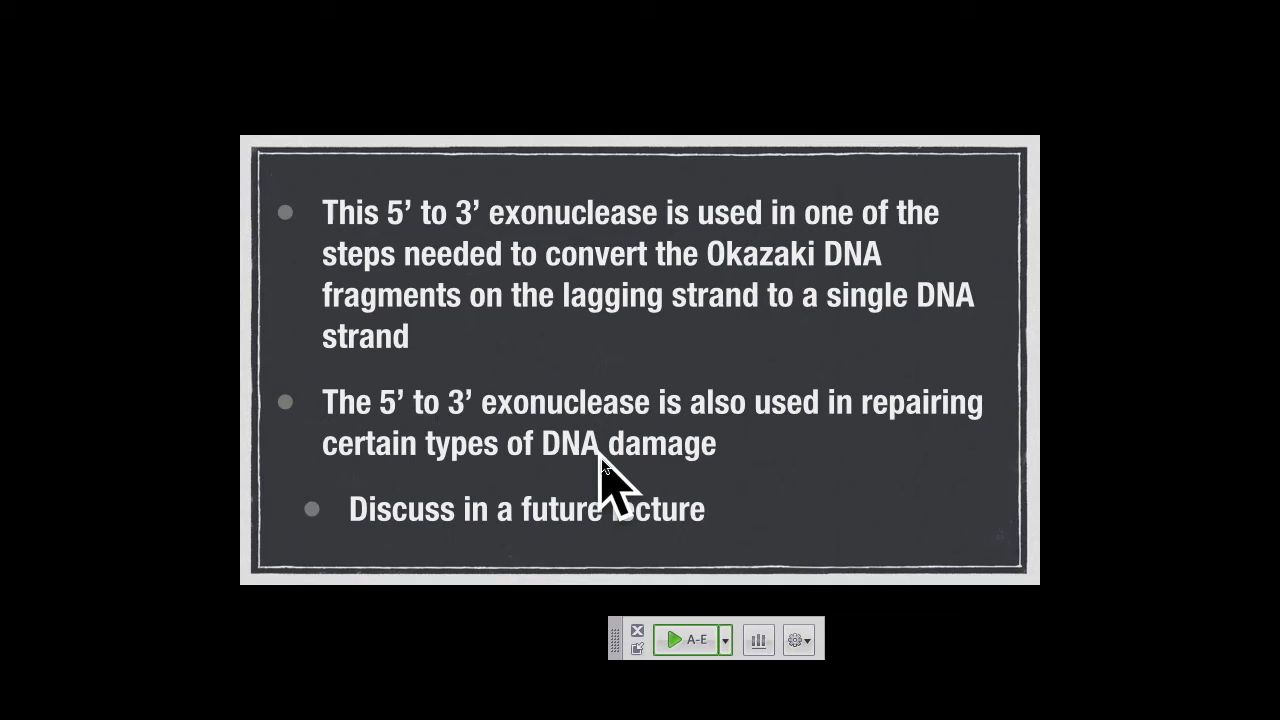 This 5’ to 3’ exonuclease is used in one of the
steps needed to convert the Okazaki DNA
fragments on the lagging strand to a single DNA
strand
The 5’ to 3’ exonuclease is also used in repairing
certain types of DNA damage
Discuss in a future lecture
A-E